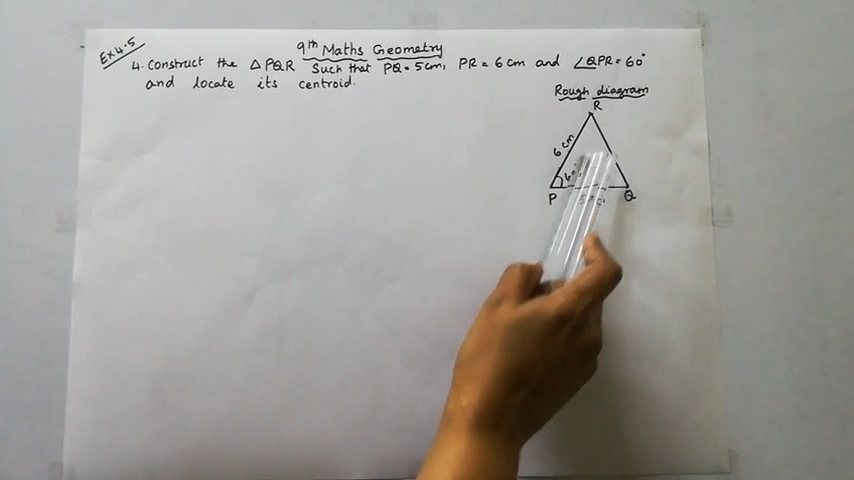 Ex 4.5
9th Maths Geometry
4. Construct the △ PQR Such that PQ = 5cm, PR = 6 cm and ∠QPR = 60°
and locate its centroid.
Rough diagram
R
6 cm
60°
P Q